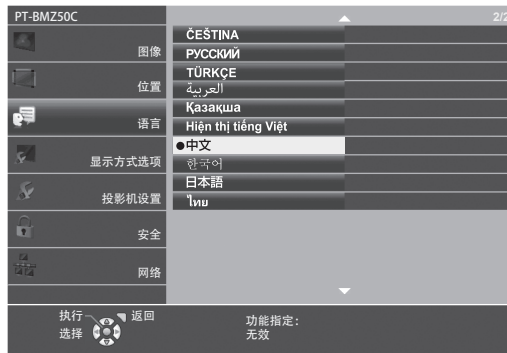 PT-BMZ50C
2/2
图像
位置
语言
显示方式选项
投影机设置
安全
网络
ČEŠTINA
РУССКИЙ
TÜRKÇE
العربية
Қазақша
Hiện thị tiếng Việt
●中文
한국어
日本語
ไทย
执行
返回
选择
功能指定:
无效